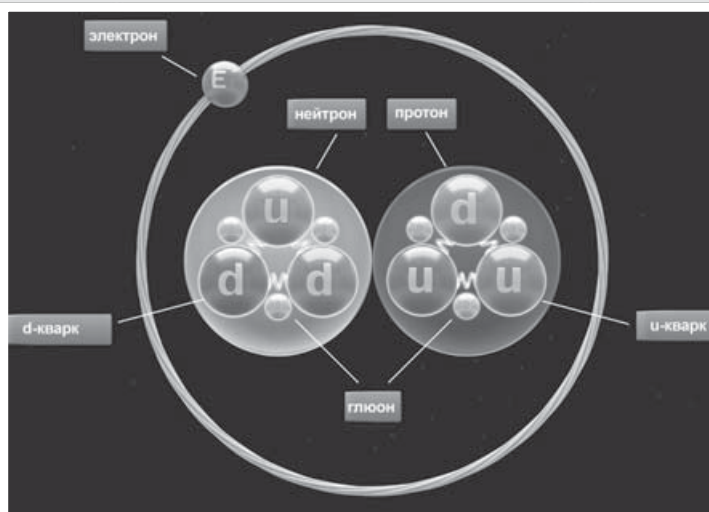 электрон
E
нейтрон
протон
u
d
d d
u u
d-кварк
u-кварк
глюон